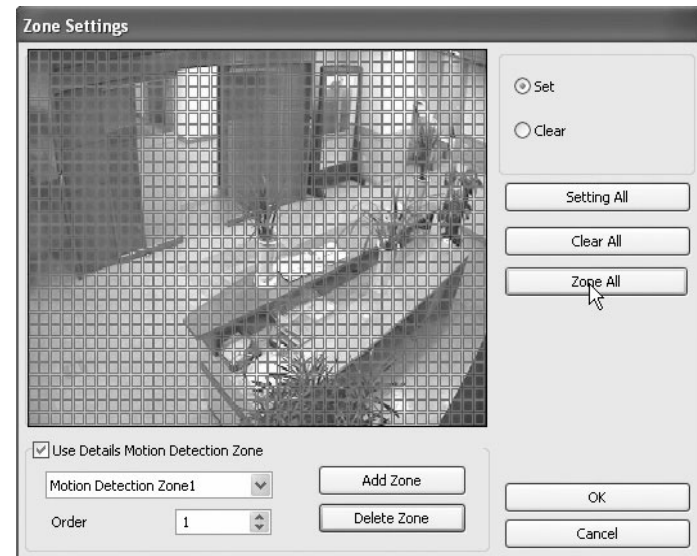 Zone Settings
Set
Clear
Setting All
Clear All
Zone All
Use Details Motion Detection Zone
Motion Detection Zone1
Add Zone
Order
1
Delete Zone
OK
Cancel